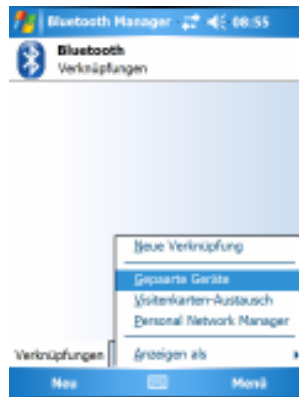 Bluetooth Manager 08:55
Bluetooth
Verknüpfungen
Neue Verknüpfung
Gepaarte Geräte
Visitenkarten-Austausch
Personal Network Manager
Verknüpfungen
Anzeigen als
Neu Menü